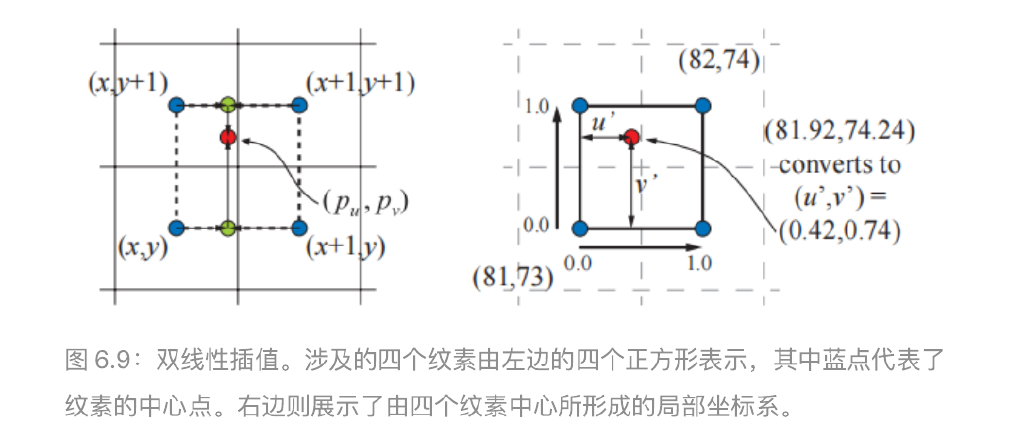 (x,y+1)
(x+1,y+1)
(pu, pv)
(x,y)
(x+1,y)
(82,74)
1.0
u'
(81.92,74.24)
converts to
v'
(u',v') =
0.0
(0.42,0.74)
0.0
1.0
(81,73)
图 6.9：双线性插值。涉及的四个纹素由左边的四个正方形表示，其中蓝点代表了
纹素的中心点。右边则展示了由四个纹素中心所形成的局部坐标系。